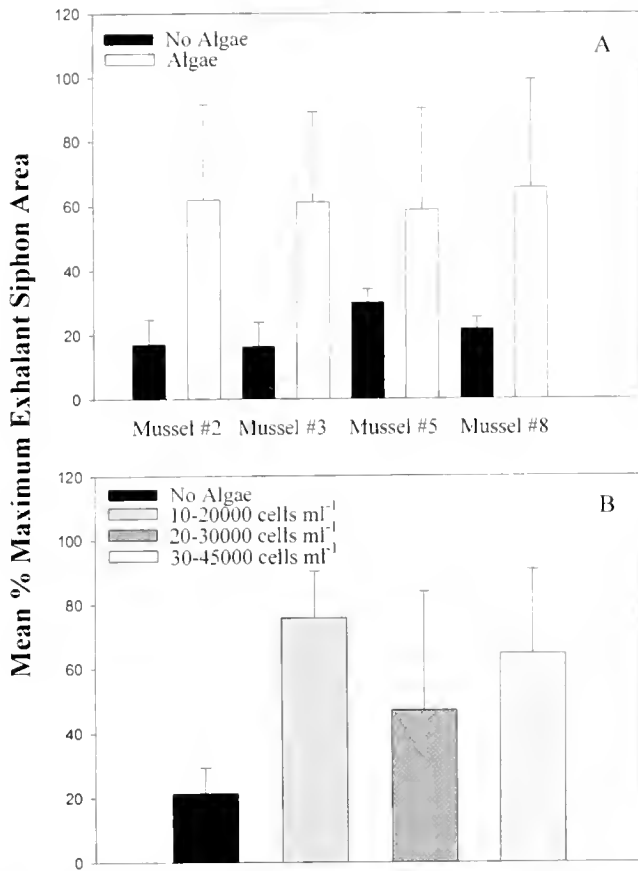 Mean % Maximum Exhalant Siphon Area
A
No Algae
Algae
120
100
80
60
40
20
0
Mussel #2 Mussel #3 Mussel #5 Mussel #8
B
No Algae
10-20000 cells ml⁻¹
20-30000 cells ml⁻¹
30-45000 cells ml⁻¹
120
100
80
60
40
20
0